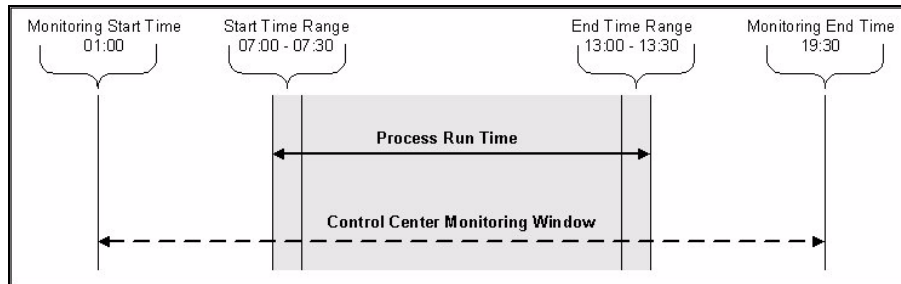 Monitoring Start Time
01:00
Start Time Range
07:00 - 07:30
End Time Range
13:00 - 13:30
Monitoring End Time
19:30
Process Run Time
Control Center Monitoring Window